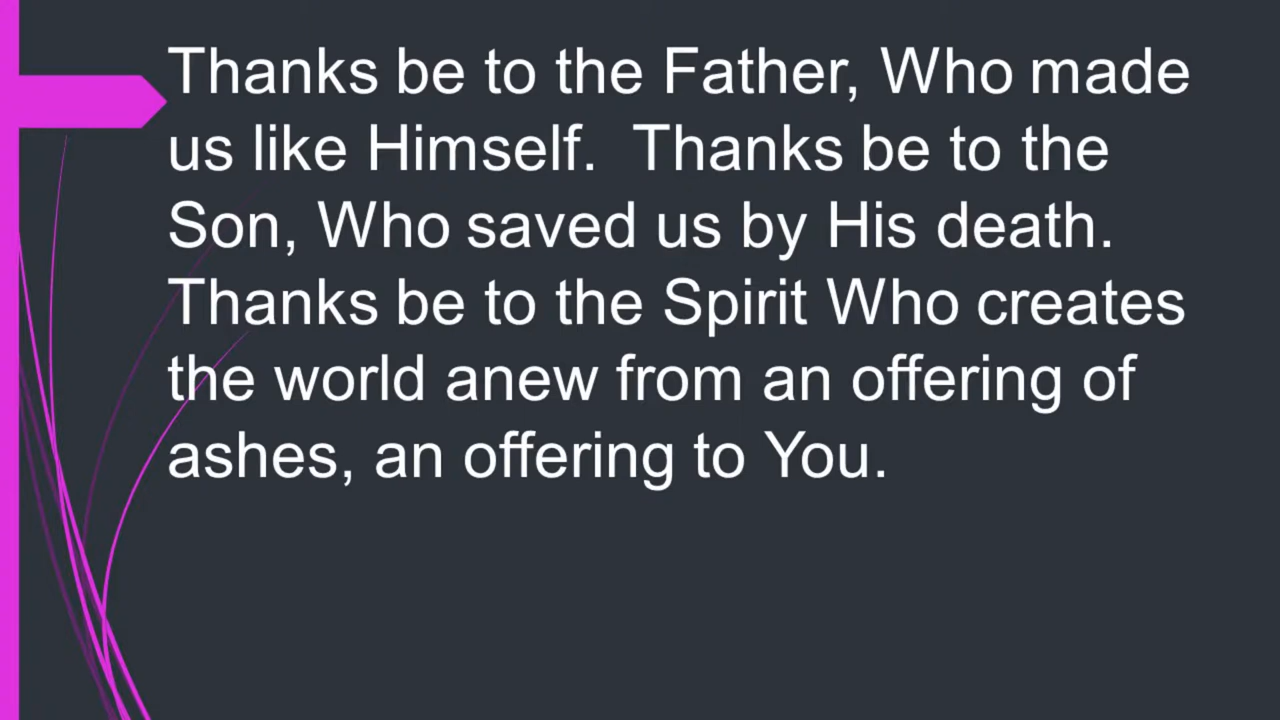 Thanks be to the Father, Who made
us like Himself.  Thanks be to the
Son, Who saved us by His death.
Thanks be to the Spirit Who creates
the world anew from an offering of
ashes, an offering to You.